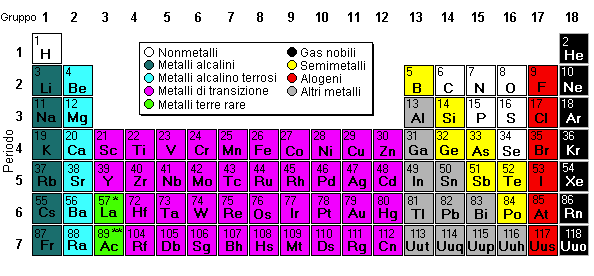 Gruppo 1 2 3 4 5 6 7 8 9 10 11 12 13 14 15 16 17 18
Periodo
Nonmetalli
Metalli alcalini
Metalli alcalino terrosi
Metalli di transizione
Metalli terre rare
Gas nobili
Semimetalli
Alogeni
Altri metalli
1 1 H 2 He
2 3 Li 4 Be 5 B 6 C 7 N 8 O 9 F 10 Ne
3 11 Na 12 Mg 13 Al 14 Si 15 P 16 S 17 Cl 18 Ar
4 19 K 20 Ca 21 Sc 22 Ti 23 V 24 Cr 25 Mn 26 Fe 27 Co 28 Ni 29 Cu 30 Zn 31 Ga 32 Ge 33 As 34 Se 35 Br 36 Kr
5 37 Rb 38 Sr 39 Y 40 Zr 41 Nb 42 Mo 43 Tc 44 Ru 45 Rh 46 Pd 47 Ag 48 Cd 49 In 50 Sn 51 Sb 52 Te 53 I 54 Xe
6 55 Cs 56 Ba 57 * La 72 Hf 73 Ta 74 W 75 Re 76 Os 77 Ir 78 Pt 79 Au 80 Hg 81 Tl 82 Pb 83 Bi 84 Po 85 At 86 Rn
7 87 Fr 88 Ra 89 ** Ac 104 Rf 105 Db 106 Sg 107 Bh 108 Hs 109 Mt 110 Ds 111 Rg 112 Cn 113 Uut 114 Uuq 115 Uup 116 Uuh 117 Uus 118 Uuo